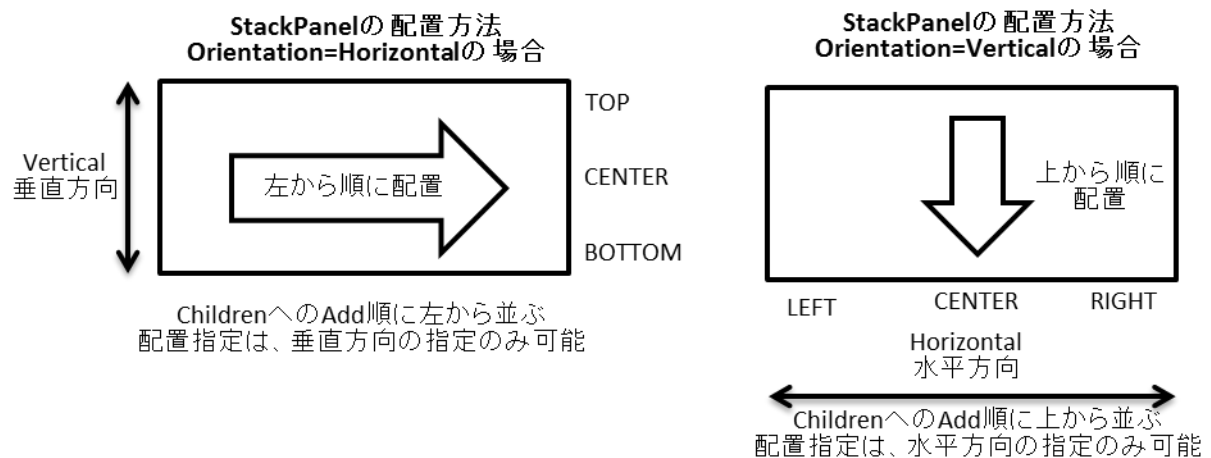 StackPanelの配置方法
Orientation=Horizontalの場合
TOP
Vertical
垂直方向
左から順に配置
CENTER
BOTTOM
ChildrenへのAdd順に左から並ぶ
配置指定は、垂直方向の指定のみ可能
StackPanelの配置方法
Orientation=Verticalの場合
上から順に
配置
LEFT
CENTER
RIGHT
Horizontal
水平方向
ChildrenへのAdd順に上から並ぶ
配置指定は、水平方向の指定のみ可能